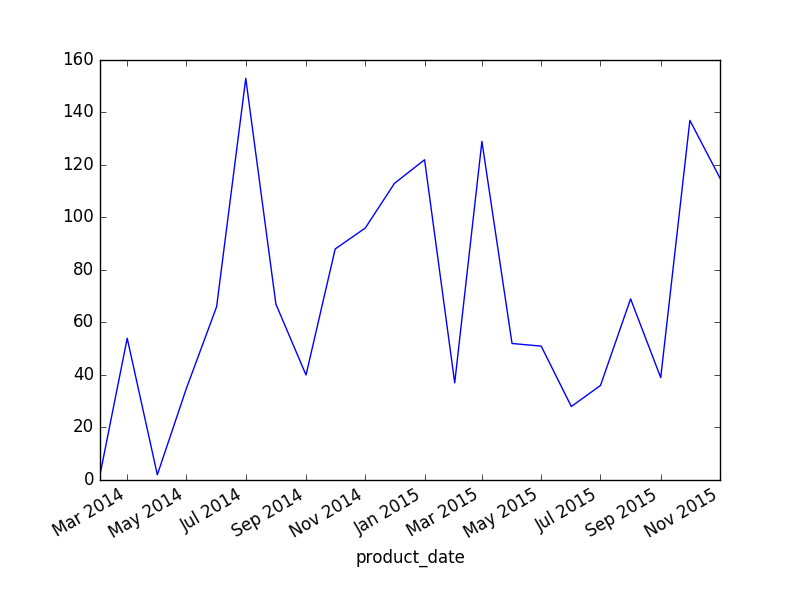 160
140
120
100
80
60
40
20
0
Mar 2014
May 2014
Jul 2014
Sep 2014
Nov 2014
Jan 2015
Mar 2015
May 2015
Jul 2015
Sep 2015
Nov 2015
product_date